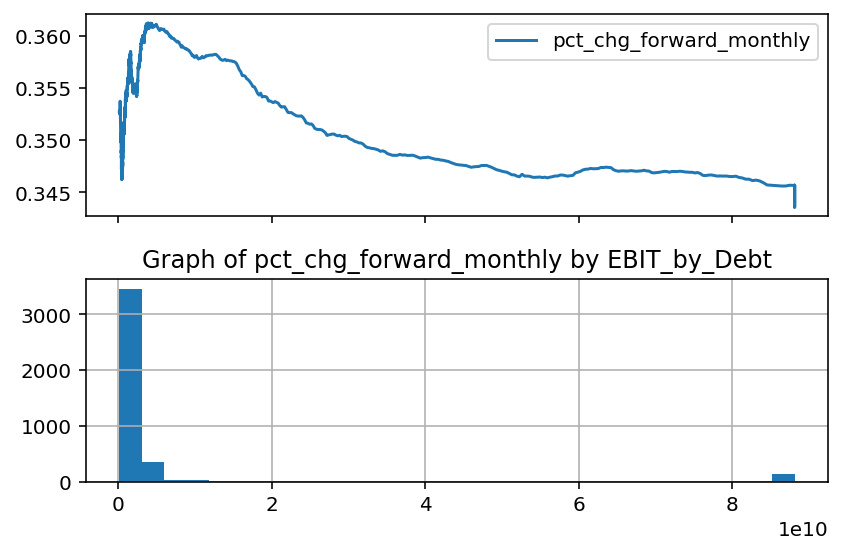 0.360
0.355
0.350
0.345
pct_chg_forward_monthly
Graph of pct_chg_forward_monthly by EBIT_by_Debt
3000
2000
1000
0
0 2 4 6 8
1e10